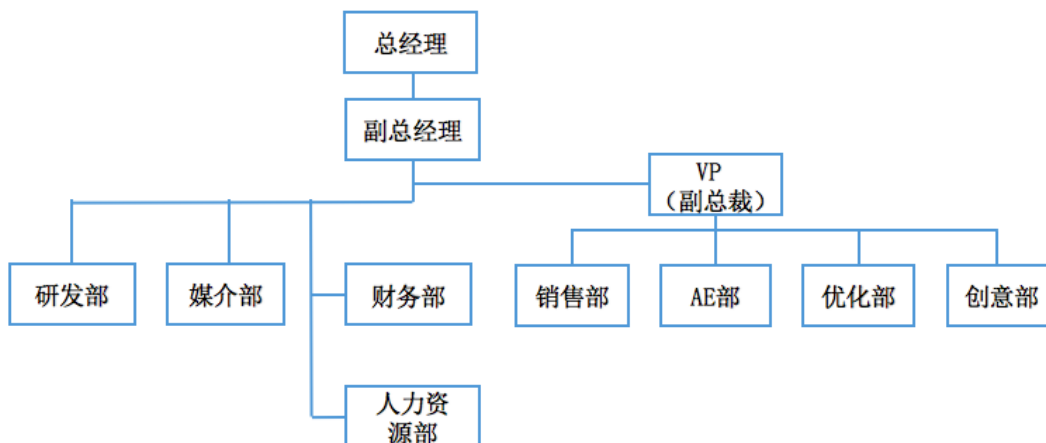 总经理
副总经理
VP
（副总裁）
研发部
媒介部
财务部
销售部
AE部
优化部
创意部
人力资
源部